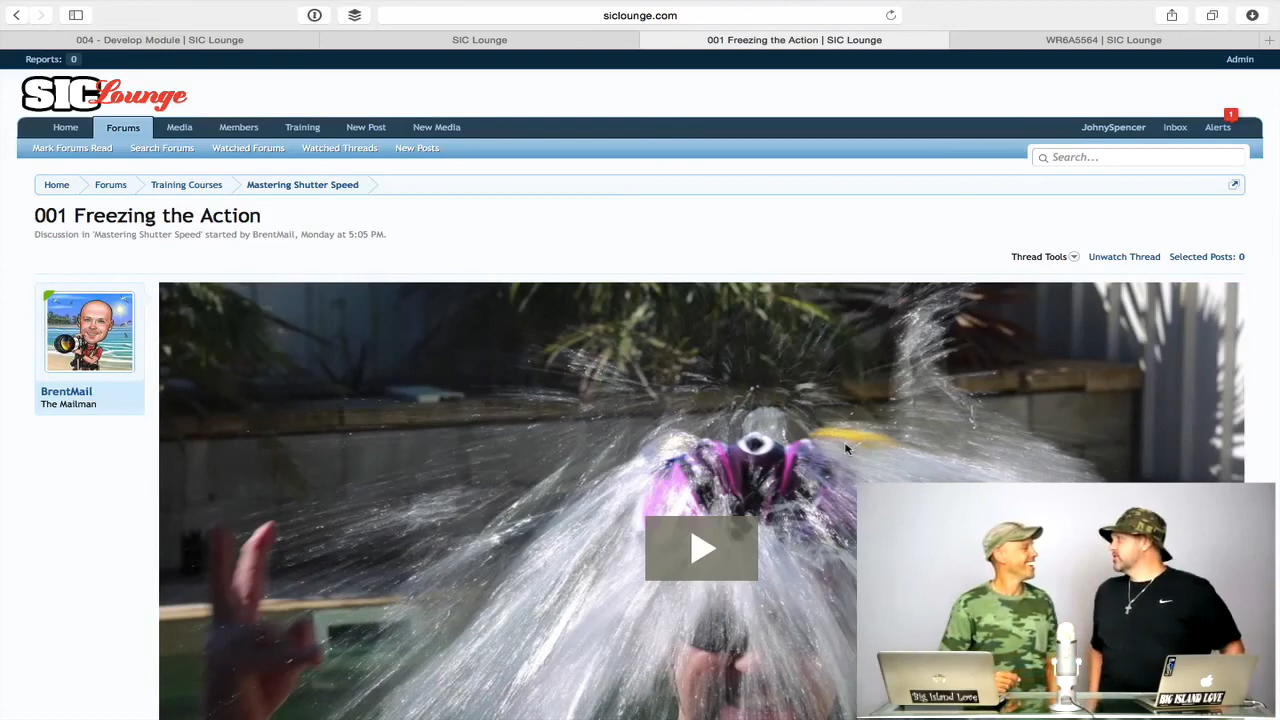 siclounge.com
004 - Develop Module | SIC Lounge
SIC Lounge
001 Freezing the Action | SIC Lounge
WR6A5564 | SIC Lounge
Reports: 0
Admin
SIC Lounge
1
Home Forums Media Members Training New Post New Media
JohnySpencer Inbox Alerts
Mark Forums Read Search Forums Watched Forums Watched Threads New Posts
Search...
Home Forums Training Courses Mastering Shutter Speed
001 Freezing the Action
Discussion in 'Mastering Shutter Speed' started by BrentMail, Monday at 5:05 PM.
Thread Tools Unwatch Thread Selected Posts: 0
BrentMail
The Mailman
Big Island Love
BIG ISLAND LOVE